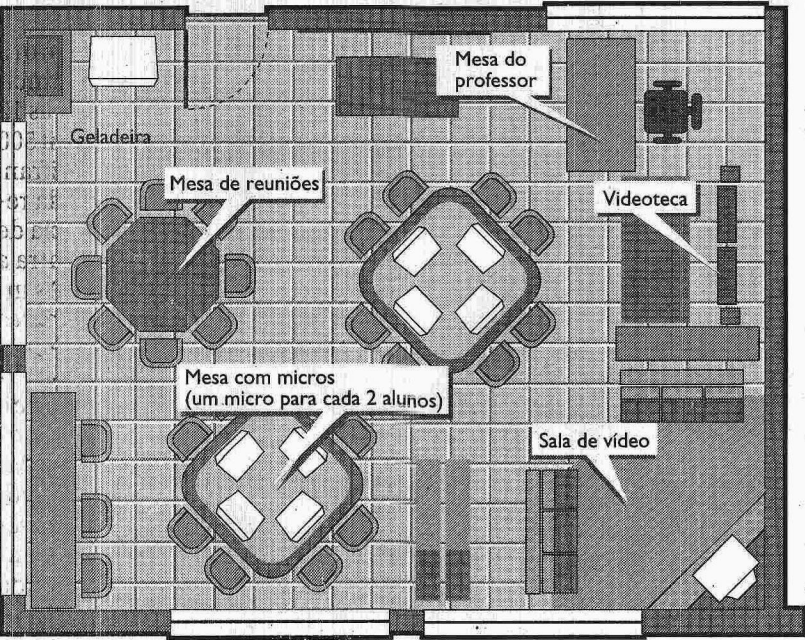 Mesa do
professor
Geladeira
Mesa de reuniões
Videoteca
Mesa com micros
(um micro para cada 2 alunos)
Sala de vídeo